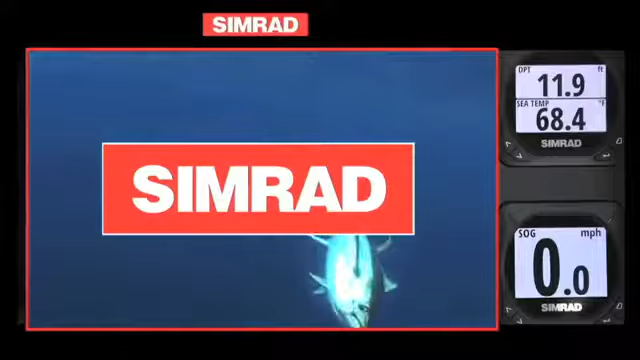 SIMRAD
SIMRAD
DPT ft
11.9
SEA TEMP °F
68.4
SIMRAD
SOG mph
0.0
SIMRAD